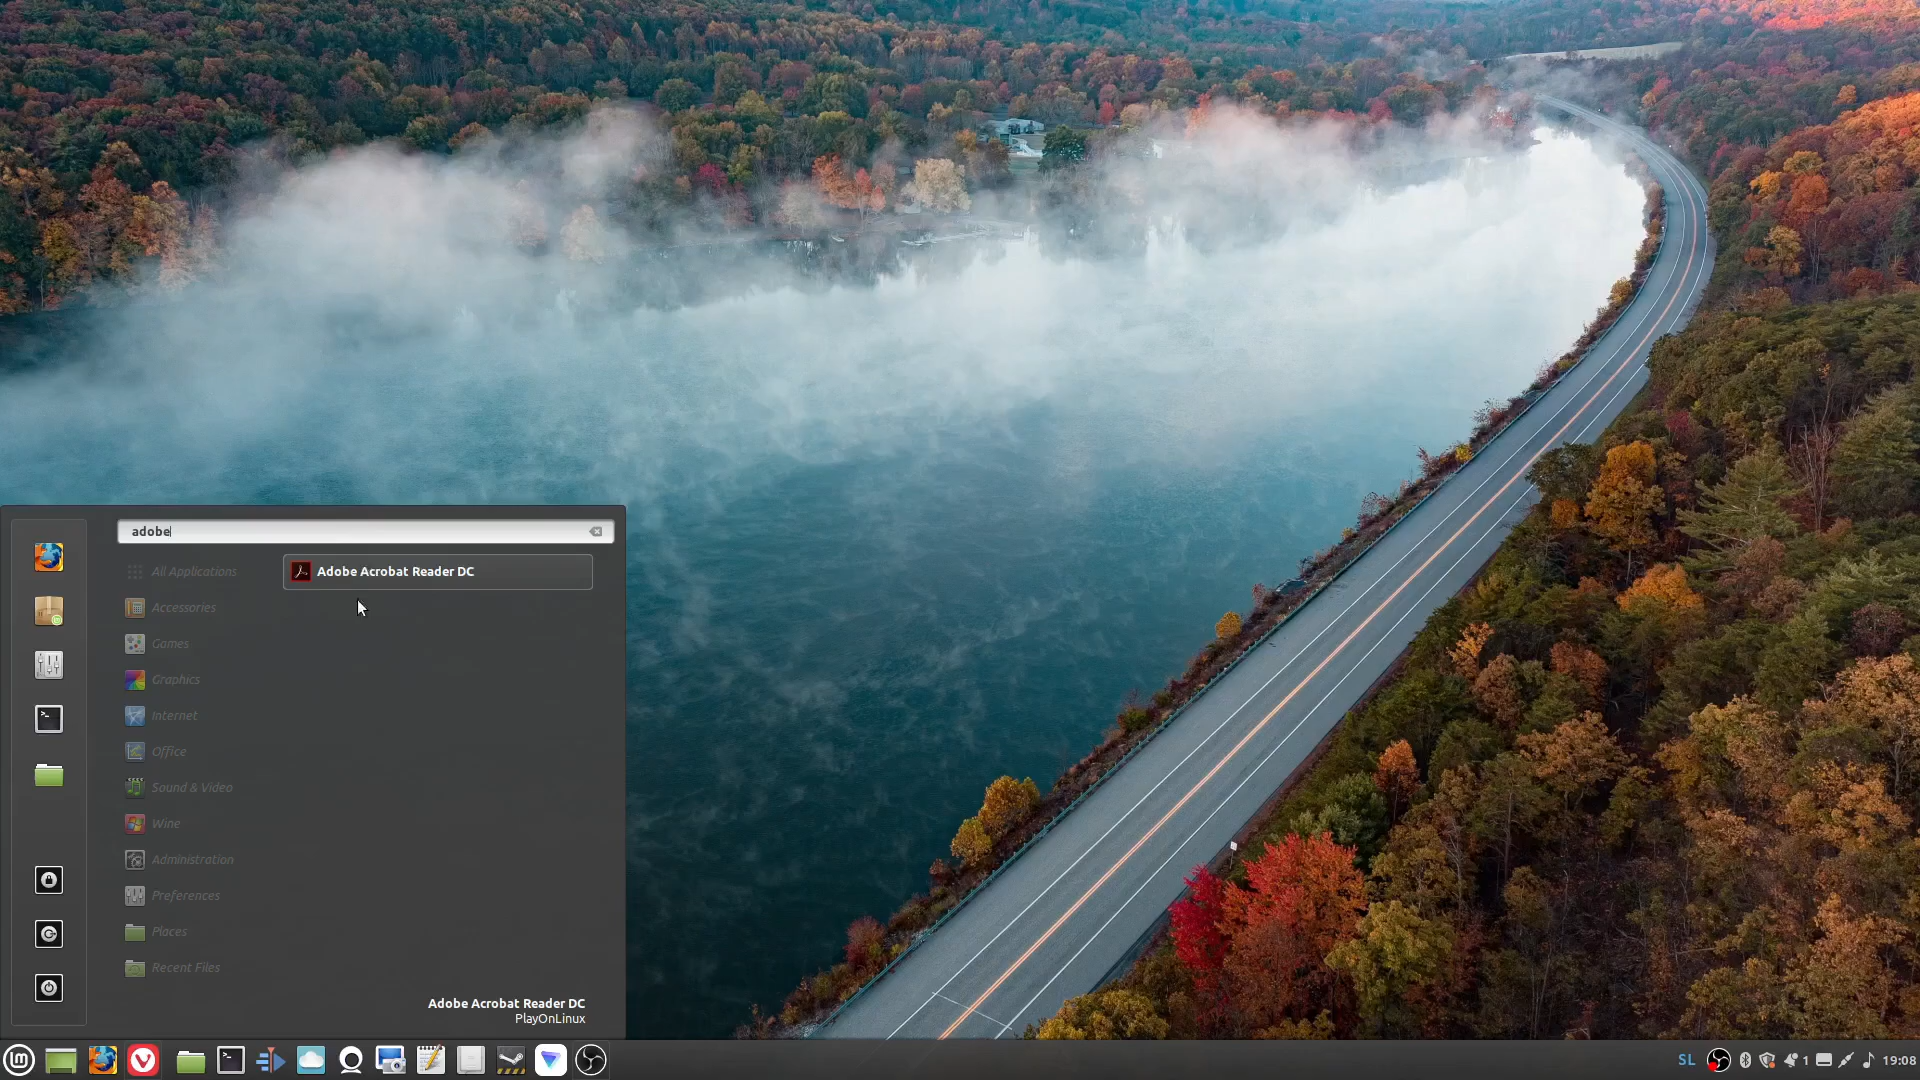 adobe
All Applications
Adobe Acrobat Reader DC
Accessories
Games
Graphics
Internet
Office
Sound & Video
Wine
Administration
Preferences
Places
Recent Files
Adobe Acrobat Reader DC
PlayOnLinux
SL
1
19:08